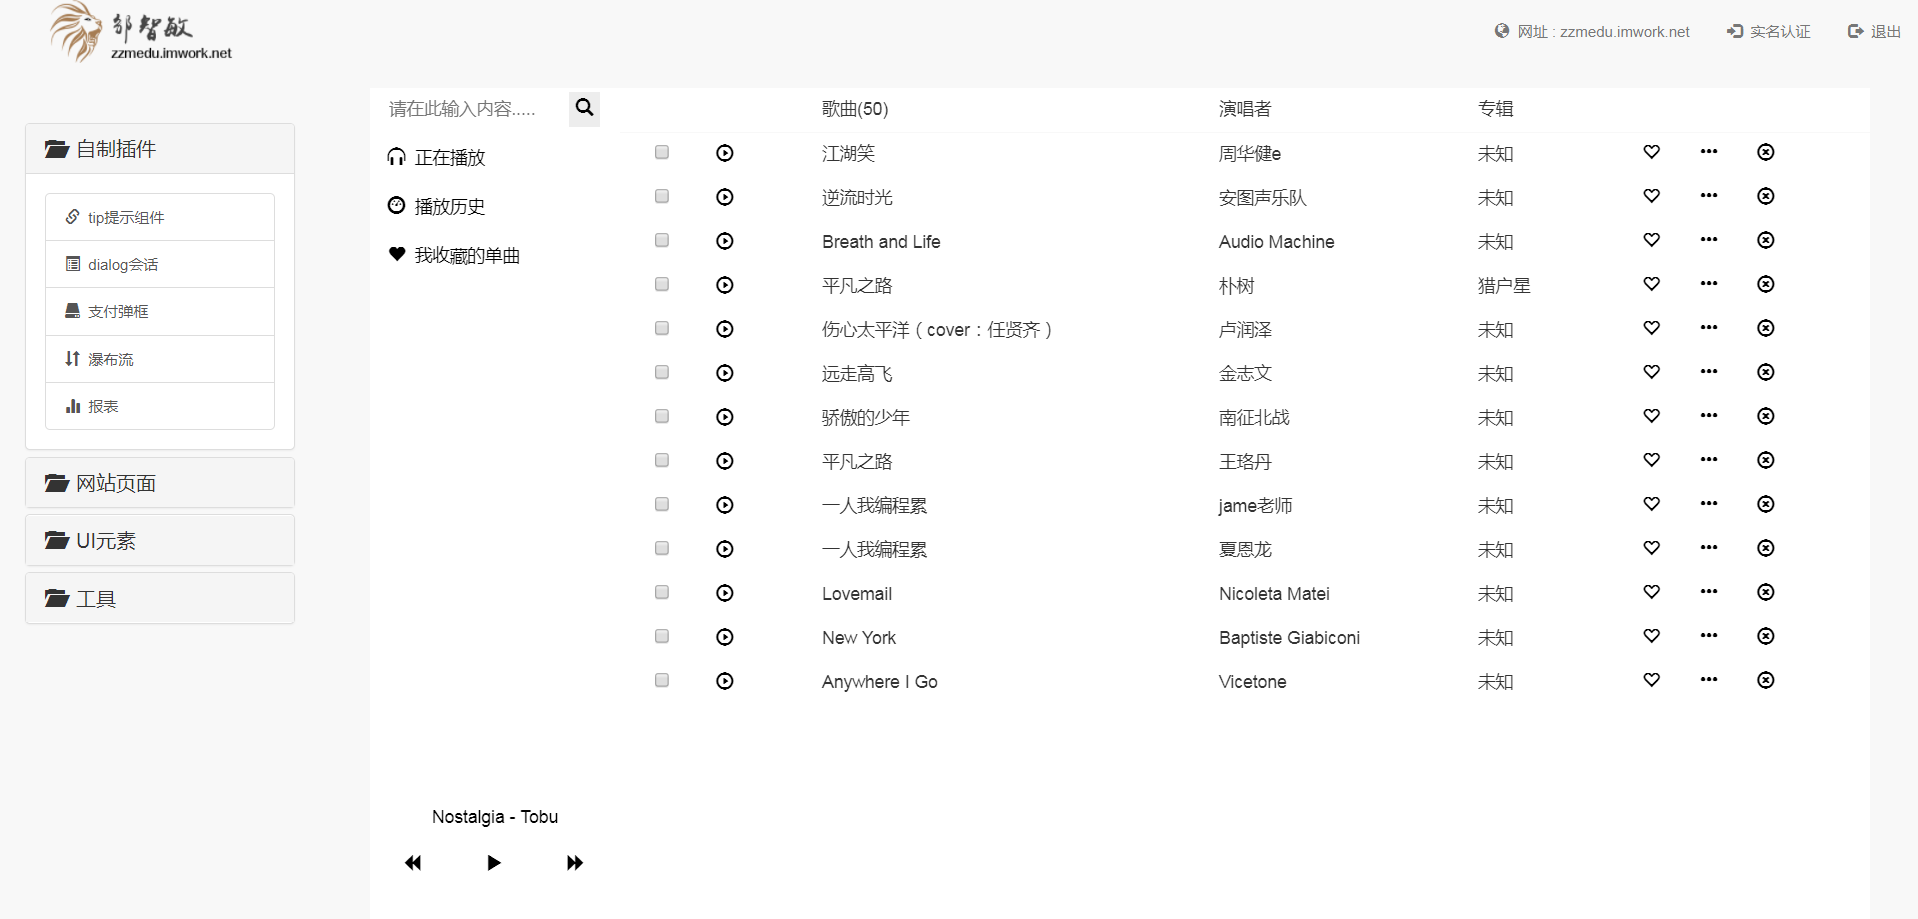 邹智敏
zzmedu.imwork.net
网址 : zzmedu.imwork.net 实名认证 退出
自制插件
tip提示组件
dialog会话
支付弹框
瀑布流
报表
网站页面
UI元素
工具
请在此输入内容.....
正在播放
播放历史
我收藏的单曲
歌曲(50) 演唱者 专辑
江湖笑 周华健e 未知
逆流时光 安图声乐队 未知
Breath and Life Audio Machine 未知
平凡之路 朴树 猎户星
伤心太平洋（cover：任贤齐） 卢润泽 未知
远走高飞 金志文 未知
骄傲的少年 南征北战 未知
平凡之路 王珞丹 未知
一人我编程累 jame老师 未知
一人我编程累 夏恩龙 未知
Lovemail Nicoleta Matei 未知
New York Baptiste Giabiconi 未知
Anywhere I Go Vicetone 未知
Nostalgia - Tobu